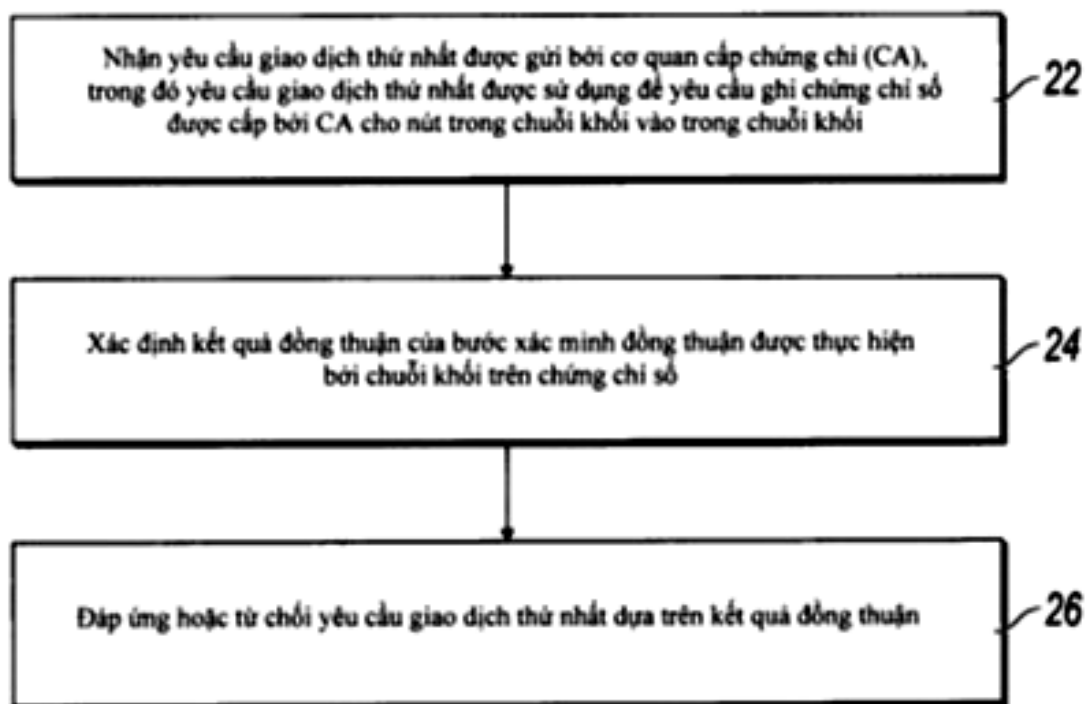 Nhận yêu cầu giao dịch thứ nhất được gửi bởi cơ quan cấp chứng chỉ (CA),
trong đó yêu cầu giao dịch thứ nhất được sử dụng để yêu cầu ghi chứng chỉ số
được cấp bởi CA cho nút trong chuỗi khối vào trong chuỗi khối
22
Xác định kết quả đồng thuận của bước xác minh đồng thuận được thực hiện
bởi chuỗi khối trên chứng chỉ số
24
Đáp ứng hoặc từ chối yêu cầu giao dịch thứ nhất dựa trên kết quả đồng thuận
26